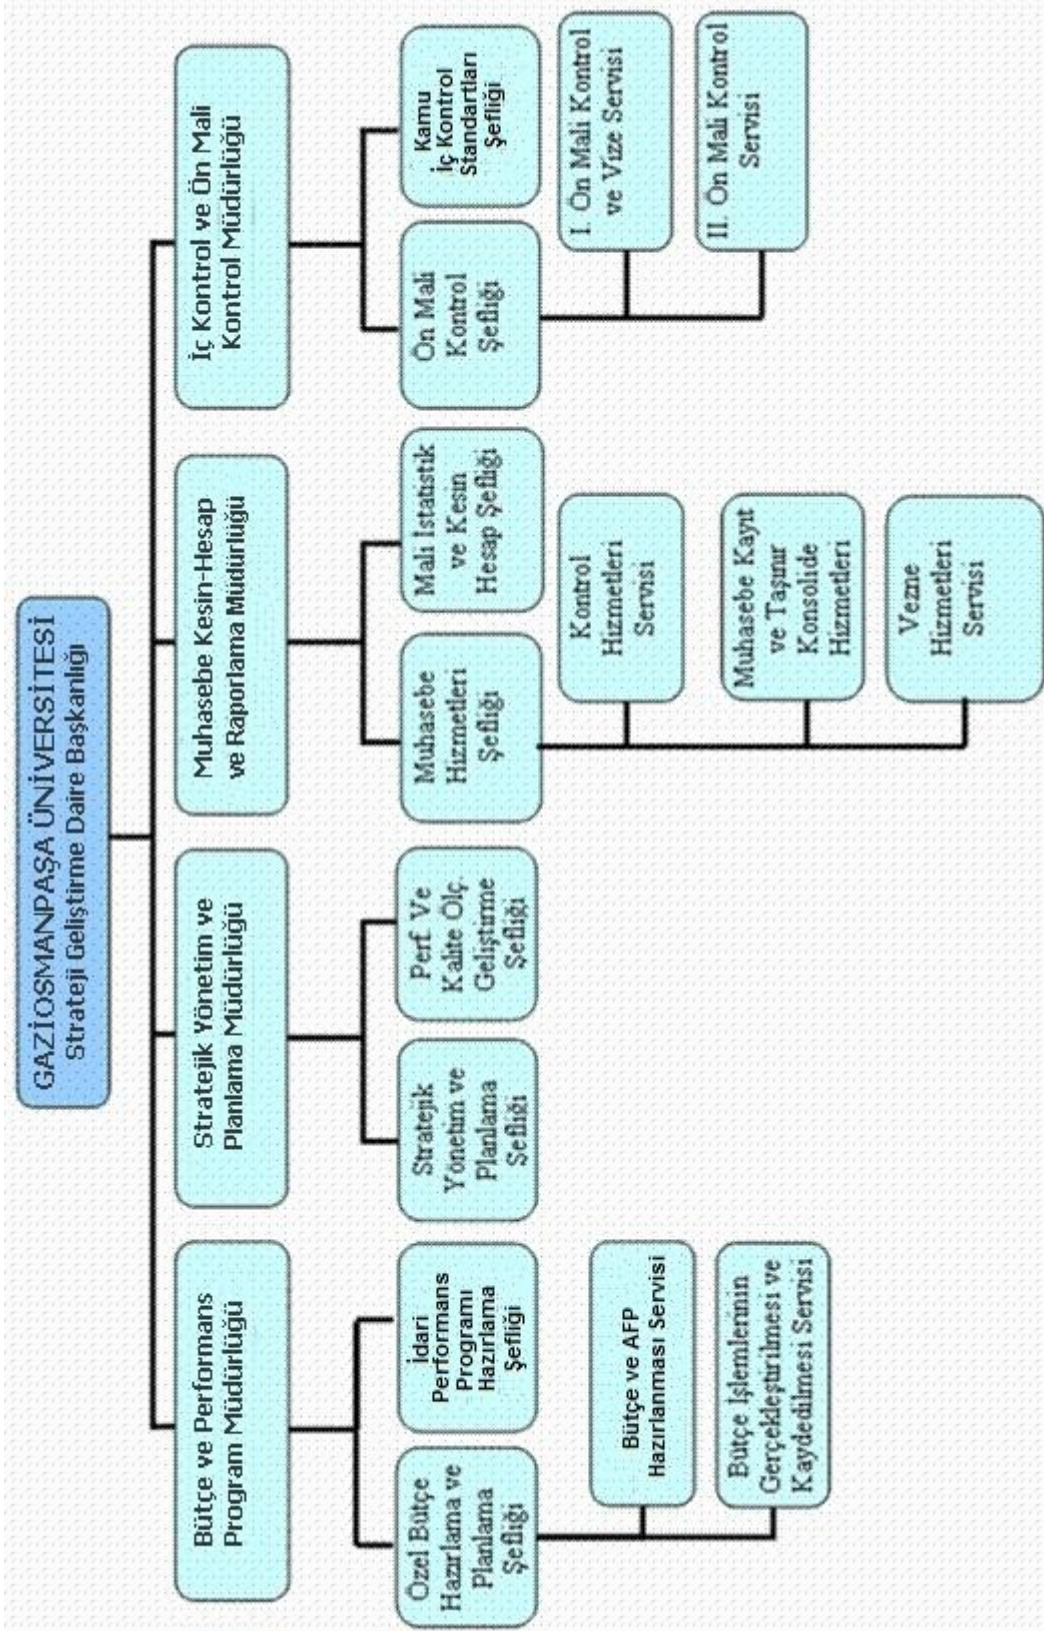 GAZİOSMANPAŞA ÜNİVERSİTESİ
Strateji Geliştirme Daire Başkanlığı
Bütçe ve Performans
Program Müdürlüğü
Stratejik Yönetim ve
Planlama Müdürlüğü
Muhasebe Kesin-Hesap
ve Raporlama Müdürlüğü
İç Kontrol ve Ön Mali
Kontrol Müdürlüğü
Özel Bütçe
Hazırlama ve
Planlama
Şefliği
İdari
Performans
Programı
Hazırlama
Şefliği
Stratejik
Yönetim ve
Planlama
Şefliği
Perf. Ve
Kalite Ölç.
Geliştirme
Şefliği
Muhasebe
Hizmetleri
Şefliği
Mali İstatistik
ve Kesin
Hesap Şefliği
Ön Mali
Kontrol
Şefliği
Kamu
İç Kontrol
Standartları
Şefliği
Bütçe ve AFP
Hazırlanması Servisi
Bütçe İşlemlerinin
Gerçekleştirilmesi ve
Kaydedilmesi Servisi
Kontrol
Hizmetleri
Servisi
Muhasebe Kayıt
ve Taşınır
Konsolide
Hizmetleri
Vezne
Hizmetleri
Servisi
I. Ön Mali Kontrol
ve Vize Servisi
II. Ön Mali Kontrol
Servisi